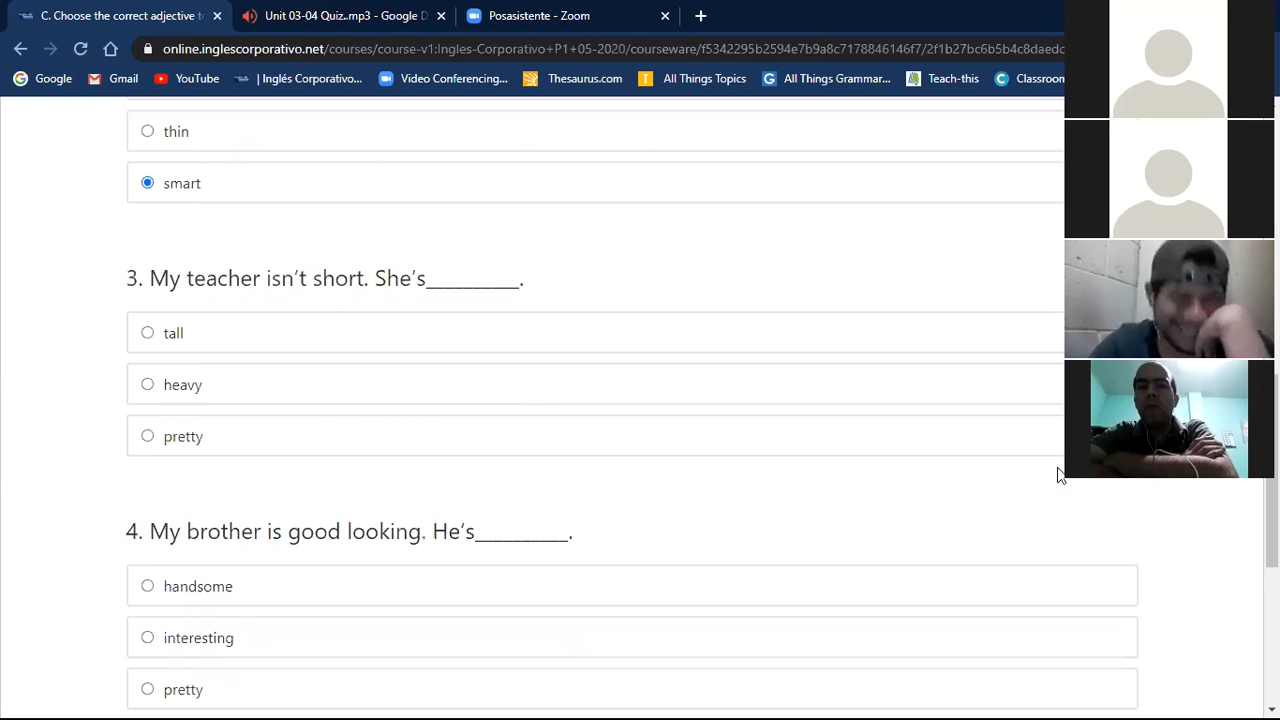 C. Choose the correct adjective t
Unit 03-04 Quiz..mp3 - Google D
Posasistente - Zoom
online.inglescorporativo.net/courses/course-v1:Ingles-Corporativo+P1+05-2020/courseware/f5342295b2594e7b9a8c7178846146f7/2f1b27bc6b5b4c8daedc
Google
Gmail
YouTube
| Inglés Corporativo...
Video Conferencing...
Thesaurus.com
All Things Topics
All Things Grammar...
Teach-this
Classroom
thin
smart
3. My teacher isn’t short. She’s__________.
tall
heavy
pretty
4. My brother is good looking. He’s__________.
handsome
interesting
pretty